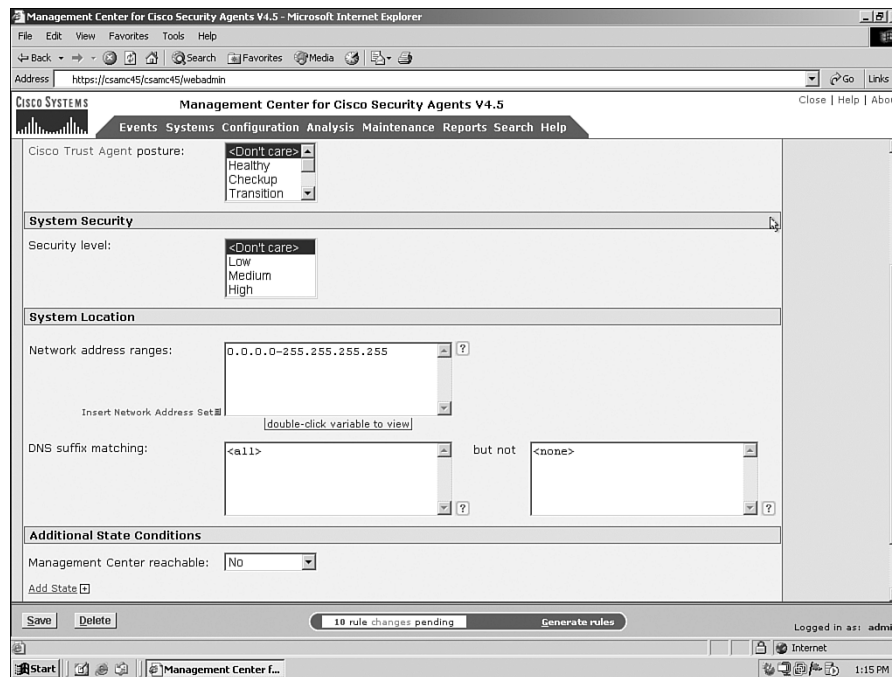 Management Center for Cisco Security Agents V4.5 - Microsoft Internet Explorer
File Edit View Favorites Tools Help
Back Search Favorites Media
Address https://csamc45/csamc45/webadmin Go Links
CISCO SYSTEMS
Management Center for Cisco Security Agents V4.5
Close | Help | Abou
Events Systems Configuration Analysis Maintenance Reports Search Help
Cisco Trust Agent posture:
<Don't care>
Healthy
Checkup
Transition
System Security
Security level:
<Don't care>
Low
Medium
High
System Location
Network address ranges:
0.0.0.0-255.255.255.255
?
Insert Network Address Set
double-click variable to view
DNS suffix matching:
<all>
?
but not
<none>
?
Additional State Conditions
Management Center reachable: No
Add State +
Save Delete 10 rule changes pending Generate rules
Logged in as: admi
Internet
Start Management Center f... 1:15 PM